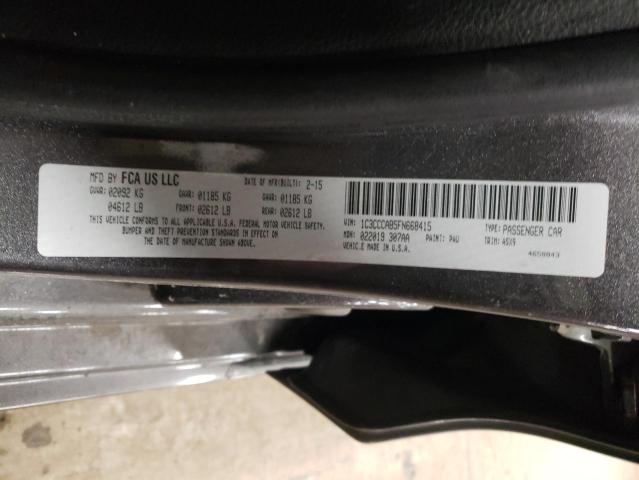 MFD BY FCA US LLC DATE OF MFR(BUILT): 2-15
GVWR: 02092 KG GAWR: 01185 KG GAWR: 01185 KG
04612 LB FRONT: 02612 LB REAR: 02612 LB
THIS VEHICLE CONFORMS TO ALL APPLICABLE U.S.A. FEDERAL MOTOR VEHICLE SAFETY,
BUMPER AND THEFT PREVENTION STANDARDS IN EFFECT ON
THE DATE OF MANUFACTURE SHOWN ABOVE.
VIN: 1C3CCCAB5FN668415 TYPE: PASSENGER CAR
MDH: 022019 307AA PAINT: PAU TRIM: A5X9
VEHICLE MADE IN U.S.A. 4658843